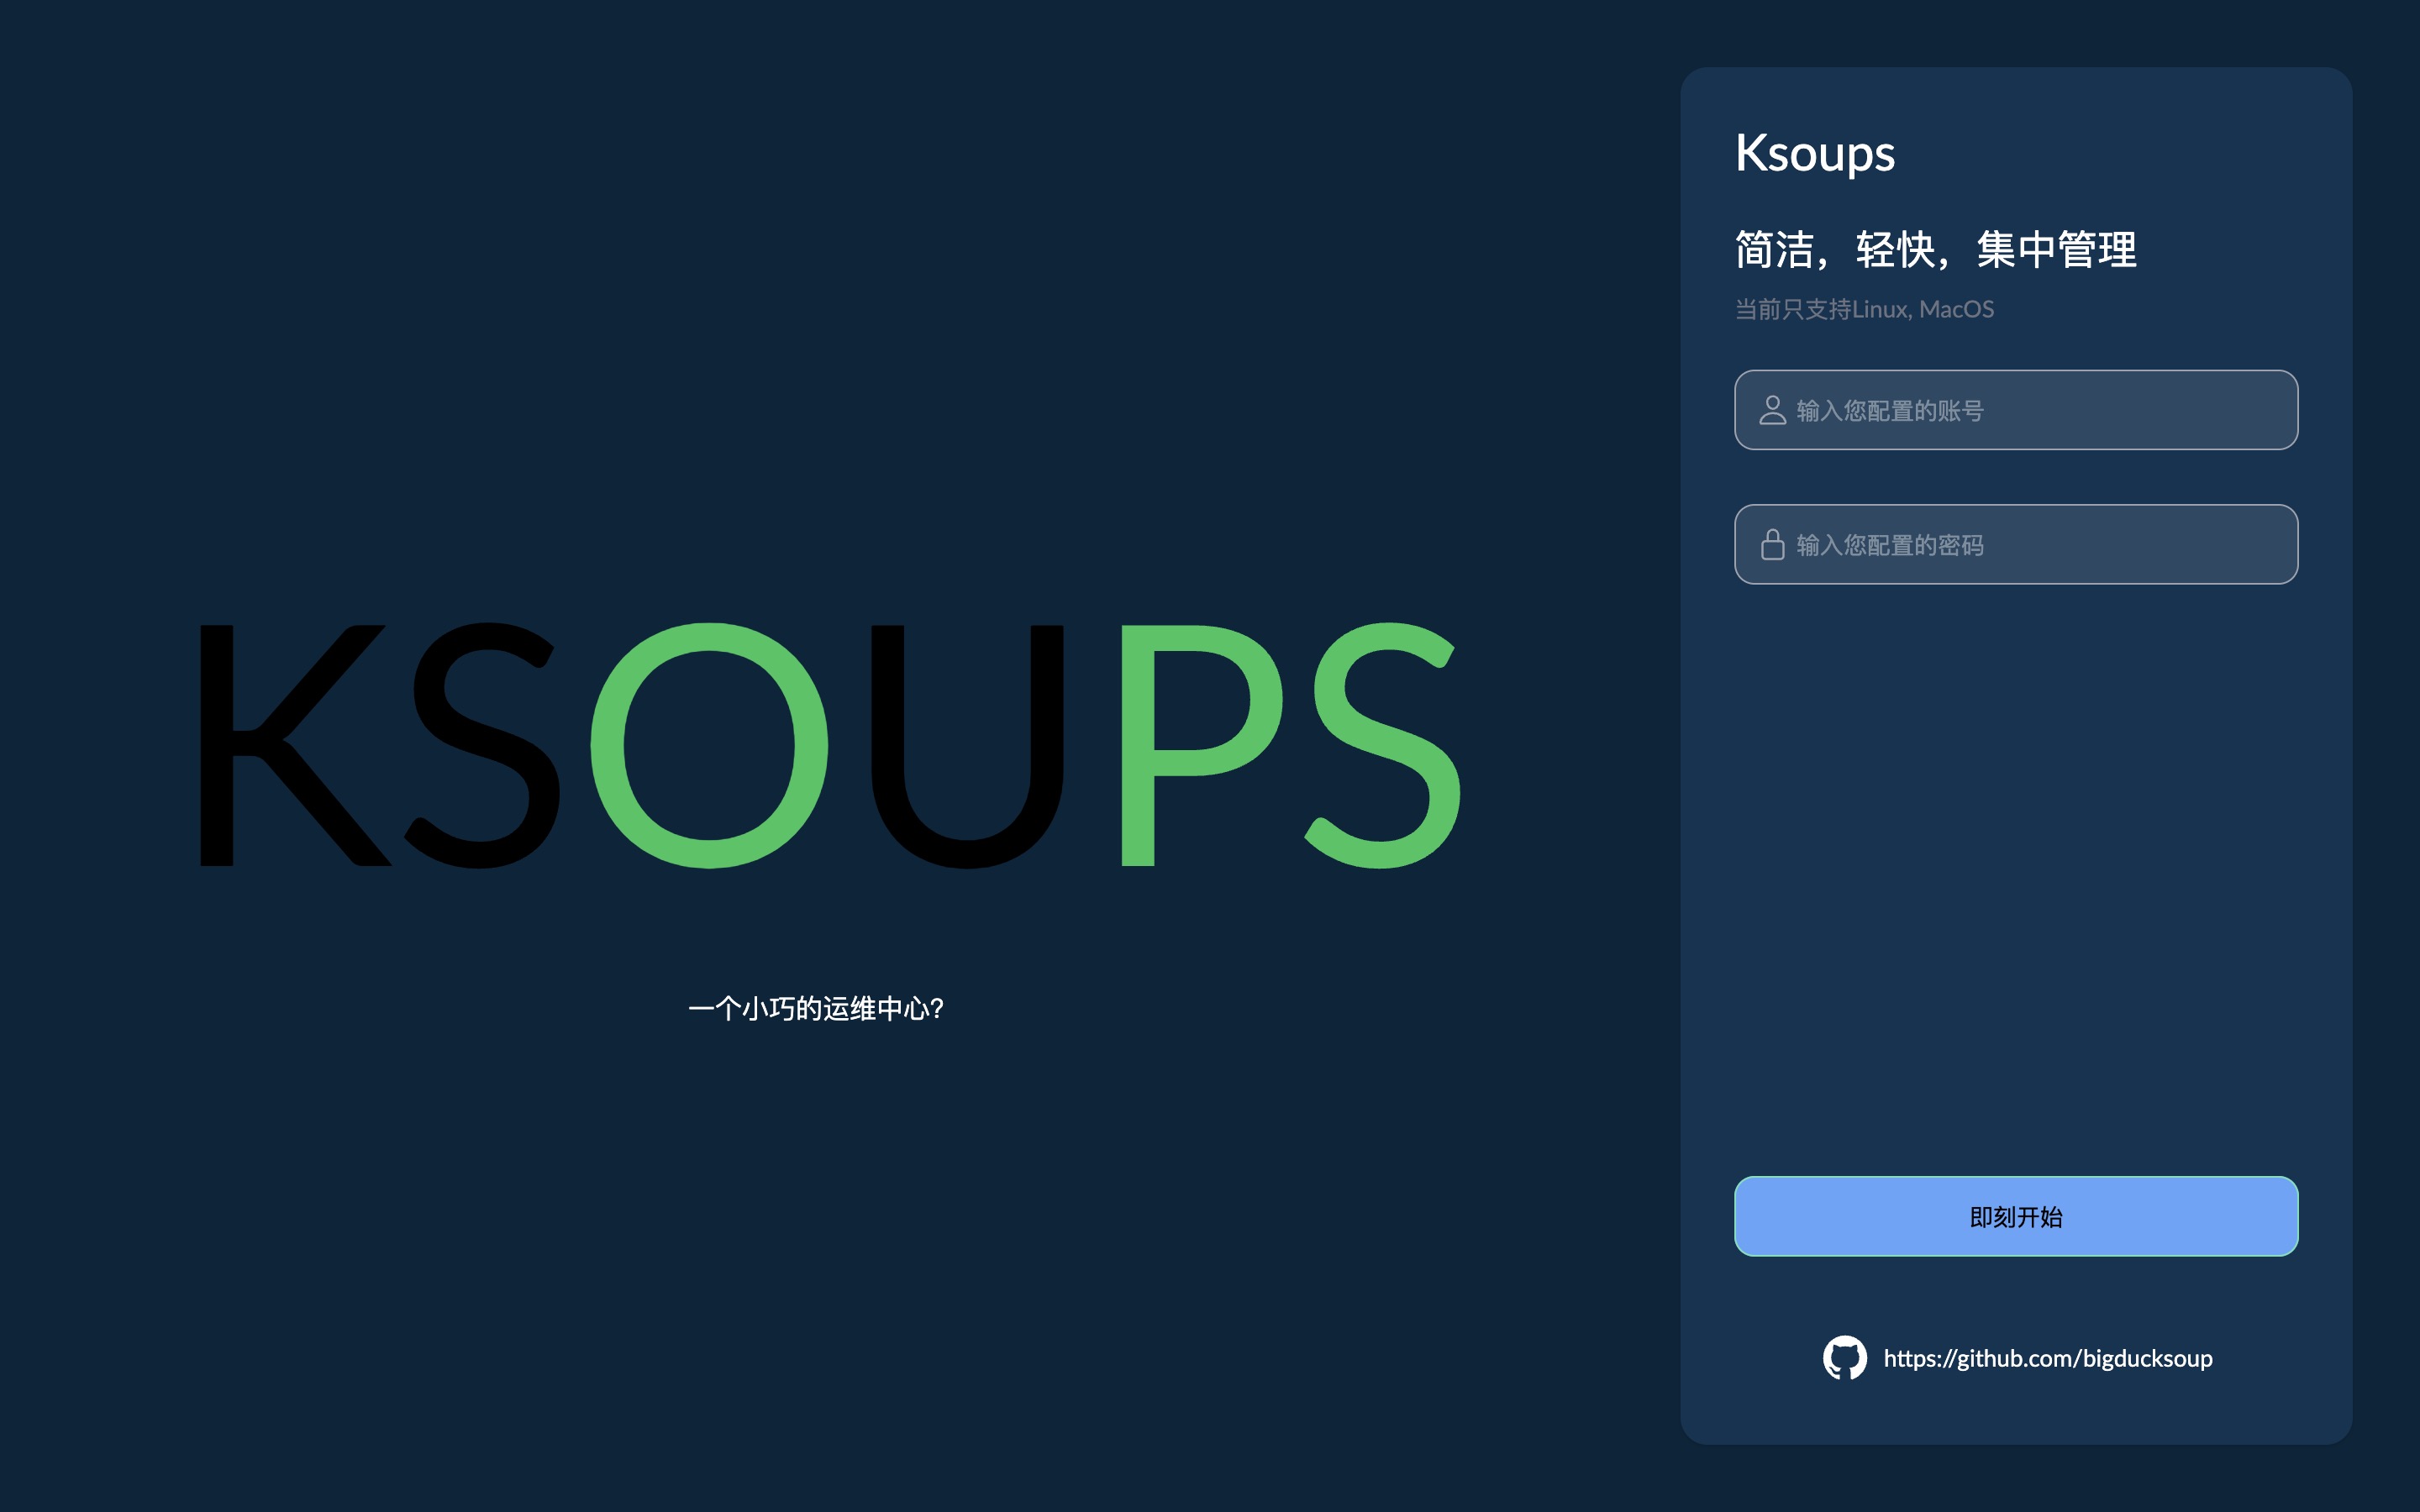 KSOUPS
一个小巧的运维中心?
Ksoups
简洁，轻快，集中管理
当前只支持Linux, MacOS
输入您配置的账号
输入您配置的密码
即刻开始
https://github.com/bigducksoup